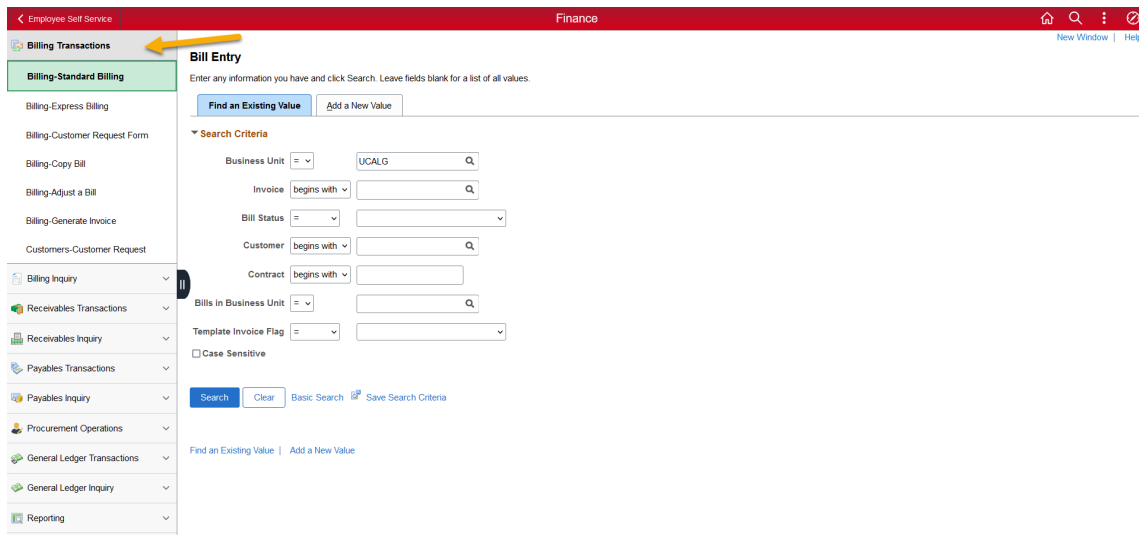 Employee Self Service
Finance
New Window | Help
Billing Transactions
Billing-Standard Billing
Billing-Express Billing
Billing-Customer Request Form
Billing-Copy Bill
Billing-Adjust a Bill
Billing-Generate Invoice
Customers-Customer Request
Billing Inquiry
Receivables Transactions
Receivables Inquiry
Payables Transactions
Payables Inquiry
Procurement Operations
General Ledger Transactions
General Ledger Inquiry
Reporting
Bill Entry
Enter any information you have and click Search. Leave fields blank for a list of all values.
Find an Existing Value Add a New Value
Search Criteria
Business Unit = UCALG
Invoice begins with
Bill Status =
Customer begins with
Contract begins with
Bills in Business Unit =
Template Invoice Flag =
Case Sensitive
Search Clear Basic Search Save Search Criteria
Find an Existing Value | Add a New Value